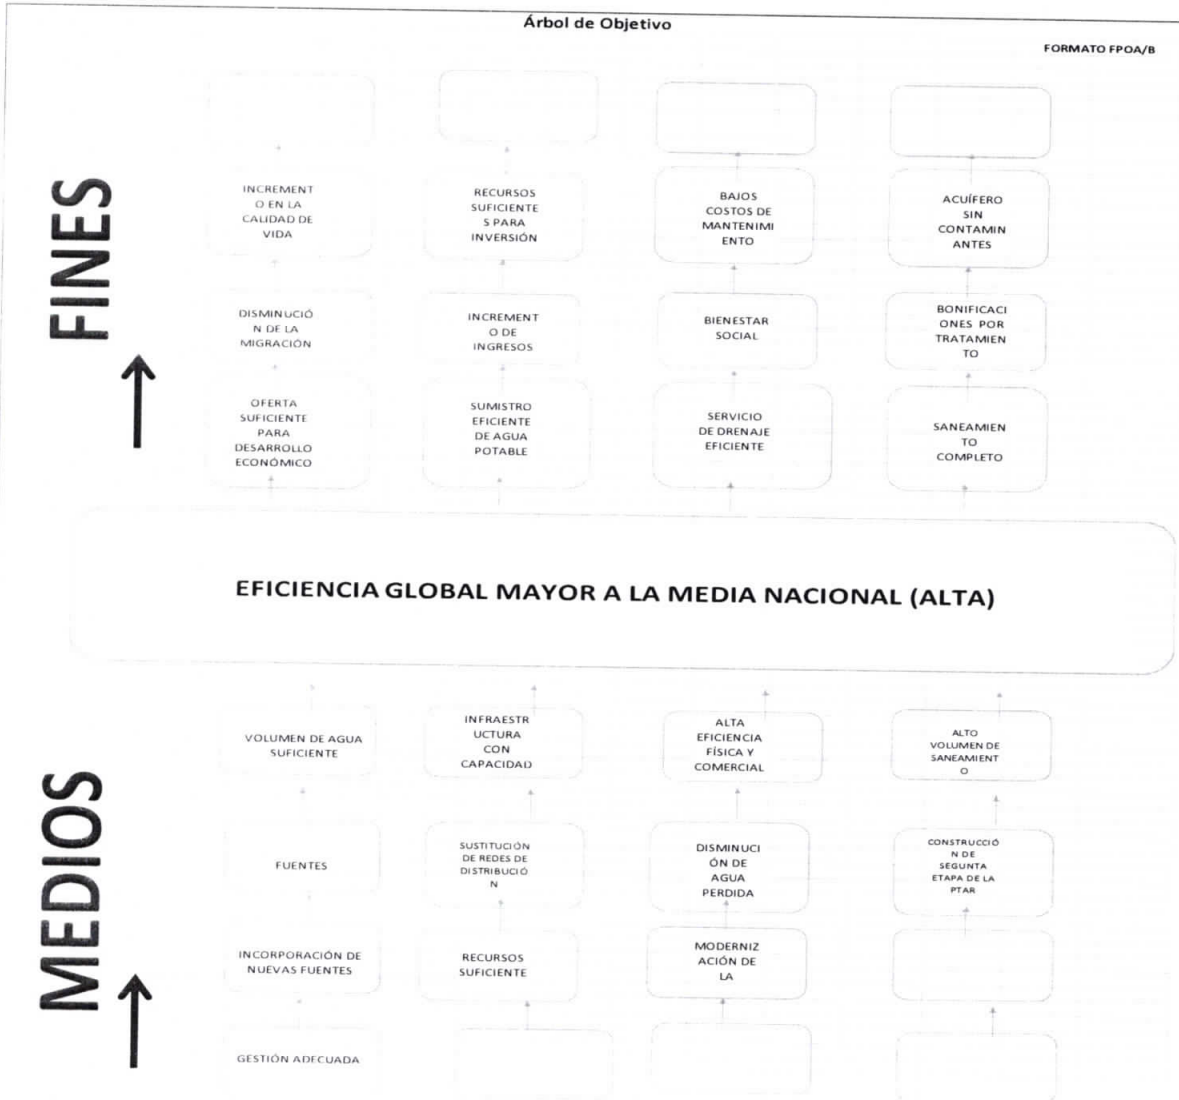 Árbol de Objetivo
FORMATO FPOA/B
FINES
INCREMENT
O EN LA
CALIDAD DE
VIDA
RECURSOS
SUFICIENTE
S PARA
INVERSIÓN
BAJOS
COSTOS DE
MANTENIMI
ENTO
ACUÍFERO
SIN
CONTAMIN
ANTES
DISMINUCIÓ
N DE LA
MIGRACIÓN
INCREMENT
O DE
INGRESOS
BIENESTAR
SOCIAL
BONIFICACI
ONES POR
TRATAMIEN
TO
OFERTA
SUFICIENTE
PARA
DESARROLLO
ECONÓMICO
SUMISTRO
EFICIENTE
DE AGUA
POTABLE
SERVICIO
DE DRENAJE
EFICIENTE
SANEAMIEN
TO
COMPLETO
EFICIENCIA GLOBAL MAYOR A LA MEDIA NACIONAL (ALTA)
MEDIOS
VOLUMEN DE AGUA
SUFICIENTE
INFRAESTR
UCTURA
CON
CAPACIDAD
ALTA
EFICIENCIA
FÍSICA Y
COMERCIAL
ALTO
VOLUMEN DE
SANEAMIENT
O
FUENTES
SUSTITUCIÓN
DE REDES DE
DISTRIBUCIÓ
N
DISMINUCI
ÓN DE
AGUA
PERDIDA
CONSTRUCCIÓ
N DE
SEGUNTA
ETAPA DE LA
PTAR
INCORPORACIÓN DE
NUEVAS FUENTES
RECURSOS
SUFICIENTE
MODERNIZ
ACIÓN DE
LA
GESTIÓN ADECUADA